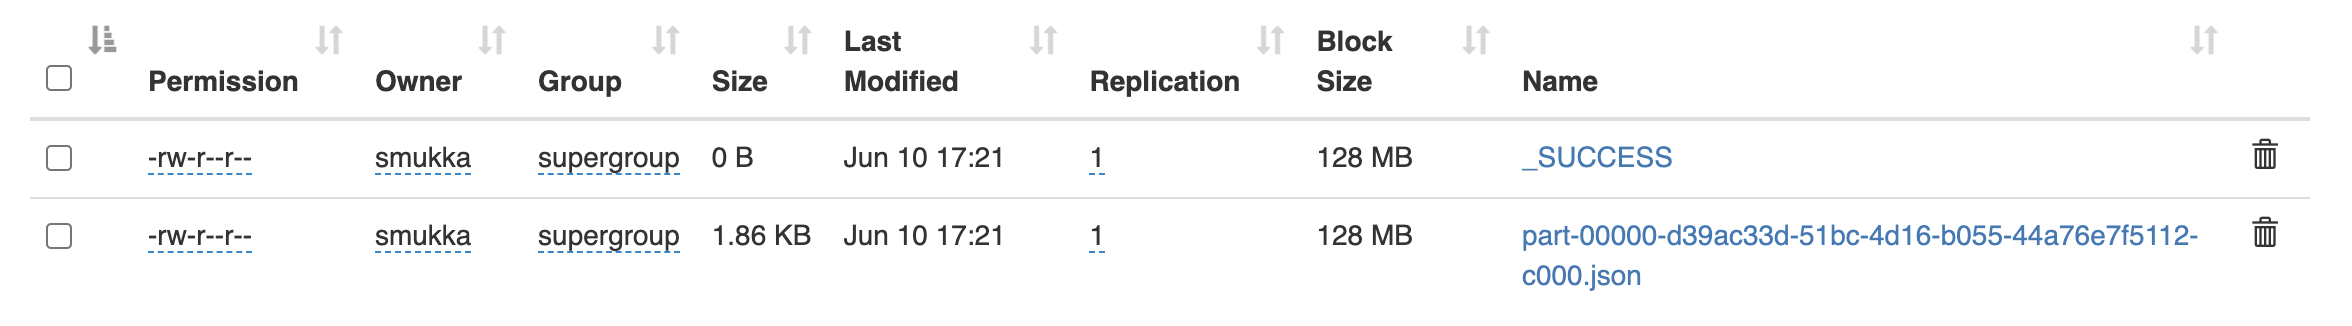 Permission Owner Group Size Last Modified Replication Block Size Name
-rw-r--r-- smukka supergroup 0 B Jun 10 17:21 1 128 MB _SUCCESS
-rw-r--r-- smukka supergroup 1.86 KB Jun 10 17:21 1 128 MB part-00000-d39ac33d-51bc-4d16-b055-44a76e7f5112-
c000.json